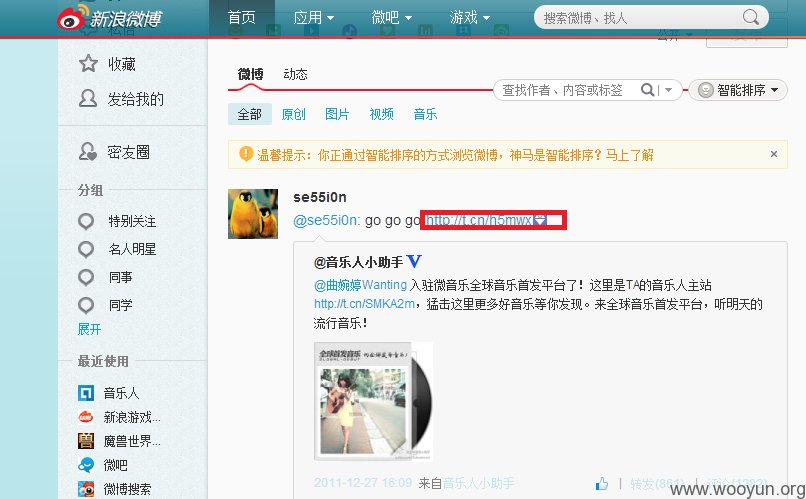 新浪微博
首页
应用
微吧
游戏
搜索微博、找人
收藏
发给我的
密友圈
分组
特别关注
名人明星
同事
同学
展开
最近使用
音乐人
新浪游戏...
魔兽世界...
微吧
微博搜索
公开
微博
动态
查找作者、内容或标签
智能排序
全部
原创
图片
视频
音乐
温馨提示：你正通过智能排序的方式浏览微博，神马是智能排序？马上了解
se55i0n
@se55i0n: go go go http://t.cn/h5mwx
@音乐人小助手
@曲婉婷Wanting 入驻微音乐全球音乐首发平台了！这里是TA的音乐人主站
http://t.cn/SMKA2m，猛击这里更多好音乐等你发现。来全球音乐首发平台，听明天的
流行音乐！
全球首发音乐
GLOBAL-DEBUT
2011-12-27 16:09 来自音乐人小助手
转发(861)
www.wooyun.org